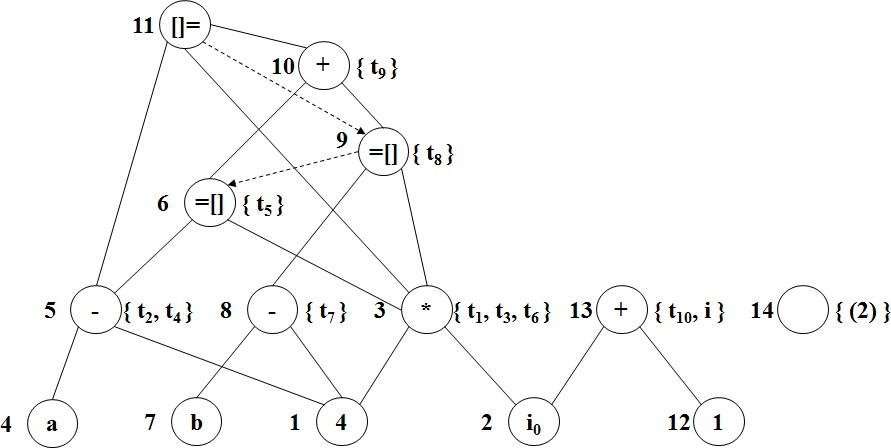 11 []=
10 + { t₉ }
9 =[] { t₈ }
6 =[] { t₅ }
5 - { t₂, t₄ } 8 - { t₇ } 3 * { t₁, t₃, t₆ } 13 + { t₁₀, i } 14 { (2) }
4 a 7 b 1 4 2 i₀ 12 1